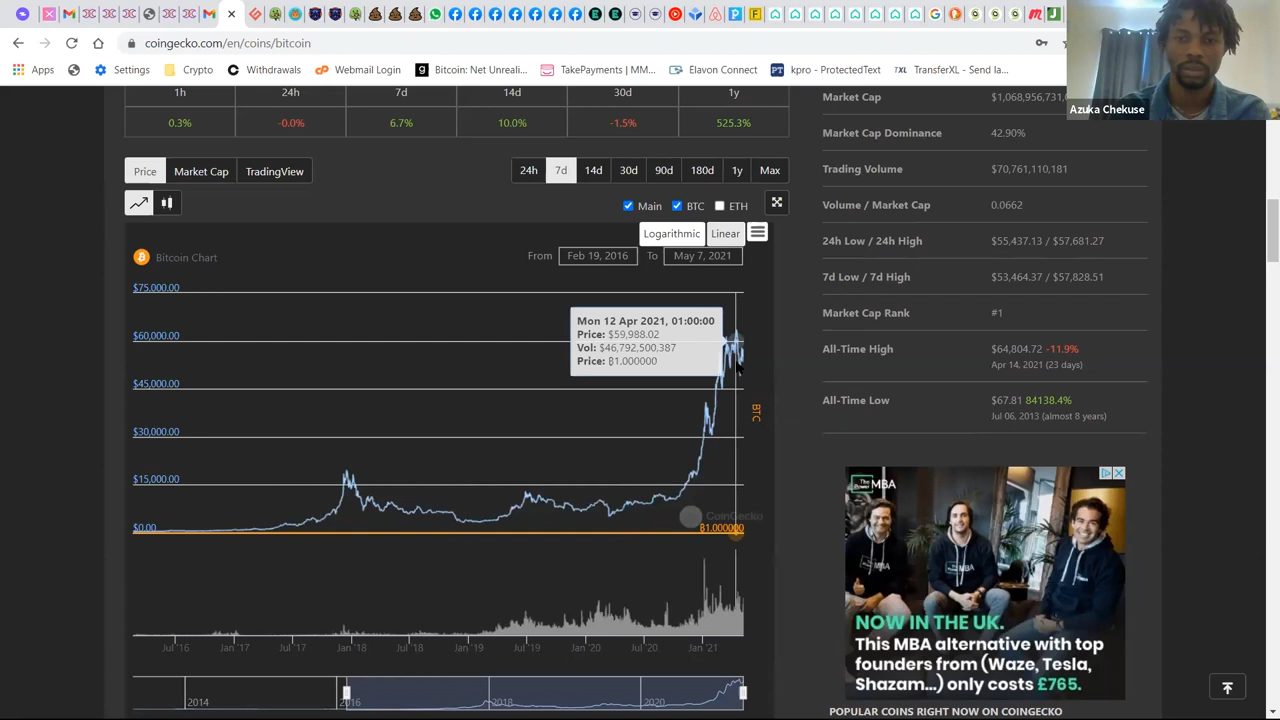 coingecko.com/en/coins/bitcoin
Apps Settings Crypto Withdrawals Webmail Login Bitcoin: Net Unreali... TakePayments | MM... Elavon Connect kpro - ProtectedText TransferXL - Send la...
Azuka Chekuse
1h 24h 7d 14d 30d 1y
0.3% -0.0% 6.7% 10.0% -1.5% 525.3%
Price Market Cap TradingView
24h 7d 14d 30d 90d 180d 1y Max
Main BTC ETH
Logarithmic Linear
Bitcoin Chart
From Feb 19, 2016 To May 7, 2021
$75,000.00
$60,000.00
$45,000.00
$30,000.00
$15,000.00
$0.00
Mon 12 Apr 2021, 01:00:00
Price: $59,988.02
Vol: $46,792,500,387
Price: ₿1.000000
BTC
CoinGecko
₿1.000000
Jul '16 Jan '17 Jul '17 Jan '18 Jul '18 Jan '19 Jul '19 Jan '20 Jul '20 Jan '21
2014 2016 2018 2020
Market Cap $1,068,956,731,
Market Cap Dominance 42.90%
Trading Volume $70,761,110,181
Volume / Market Cap 0.0662
24h Low / 24h High $55,437.13 / $57,681.27
7d Low / 7d High $53,464.37 / $57,828.51
Market Cap Rank #1
All-Time High $64,804.72 -11.9%
Apr 14, 2021 (23 days)
All-Time Low $67.81 84138.4%
Jul 06, 2013 (almost 8 years)
MBA
NOW IN THE UK.
This MBA alternative with top
founders from (Waze, Tesla,
Shazam...) only costs £765.
POPULAR COINS RIGHT NOW ON COINGECKO